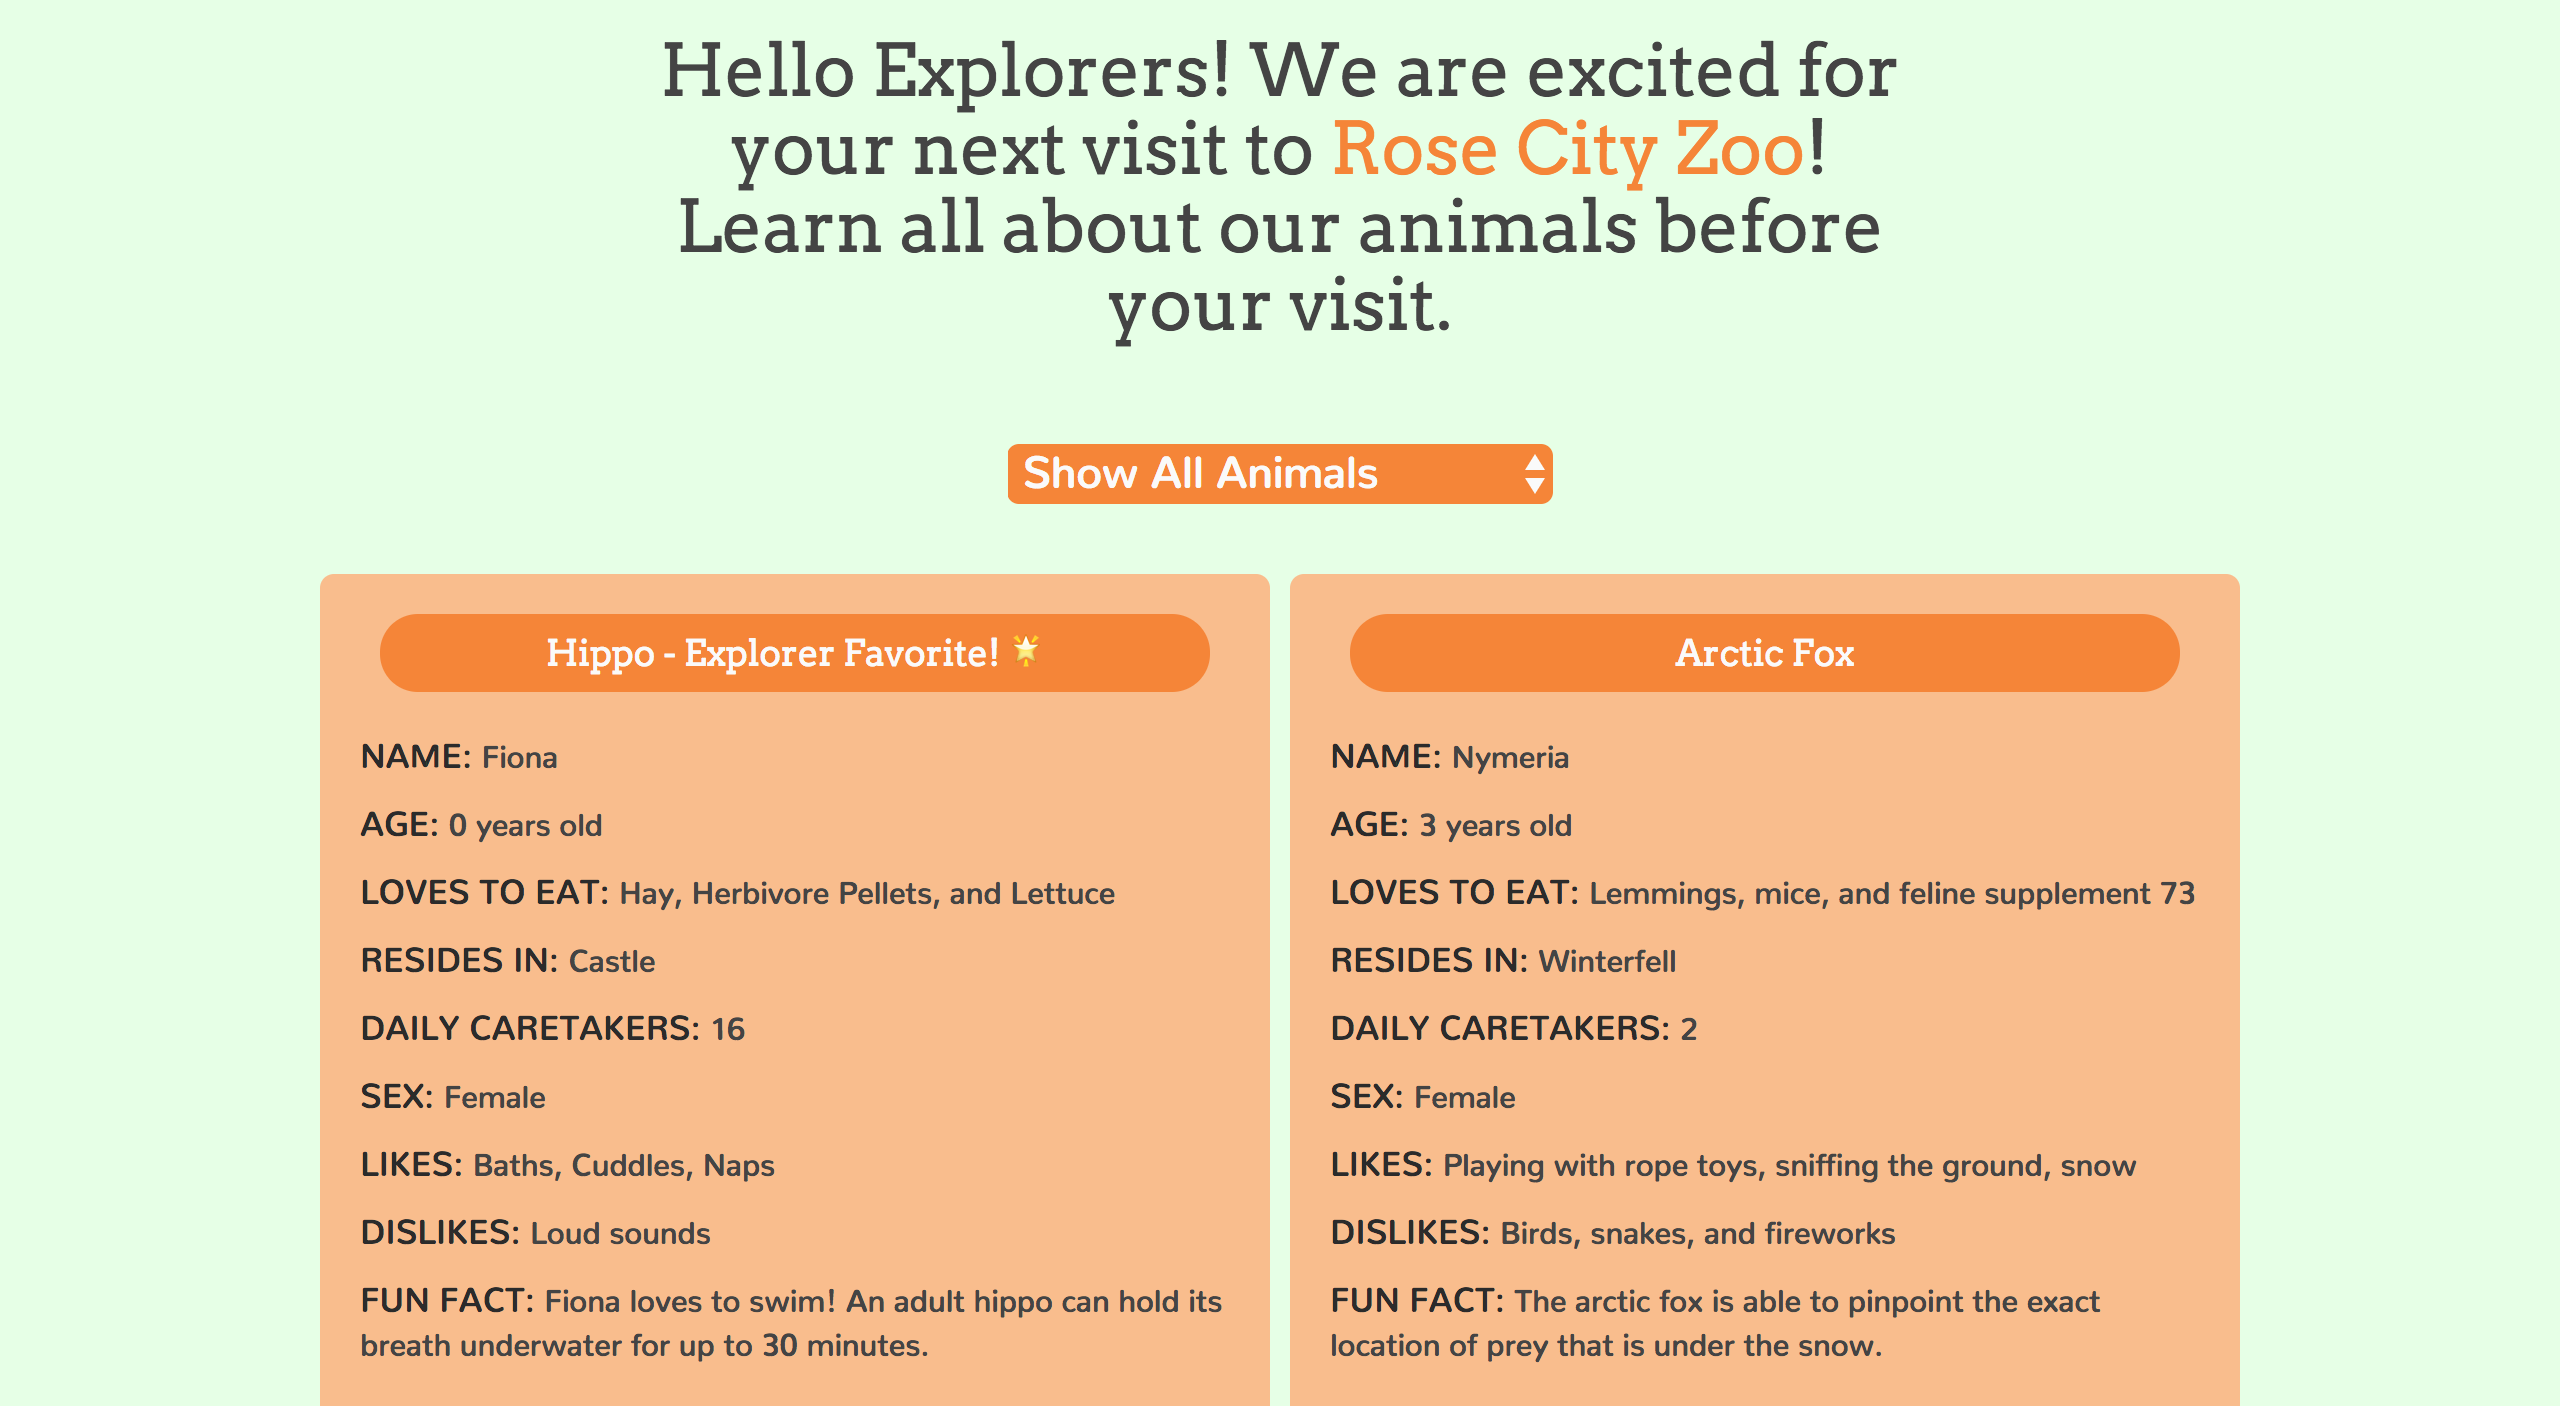 Hello Explorers! We are excited for
your next visit to Rose City Zoo!
Learn all about our animals before
your visit.
Show All Animals
Hippo - Explorer Favorite! 🌟
NAME: Fiona
AGE: 0 years old
LOVES TO EAT: Hay, Herbivore Pellets, and Lettuce
RESIDES IN: Castle
DAILY CARETAKERS: 16
SEX: Female
LIKES: Baths, Cuddles, Naps
DISLIKES: Loud sounds
FUN FACT: Fiona loves to swim! An adult hippo can hold its
breath underwater for up to 30 minutes.
Arctic Fox
NAME: Nymeria
AGE: 3 years old
LOVES TO EAT: Lemmings, mice, and feline supplement 73
RESIDES IN: Winterfell
DAILY CARETAKERS: 2
SEX: Female
LIKES: Playing with rope toys, sniffing the ground, snow
DISLIKES: Birds, snakes, and fireworks
FUN FACT: The arctic fox is able to pinpoint the exact
location of prey that is under the snow.